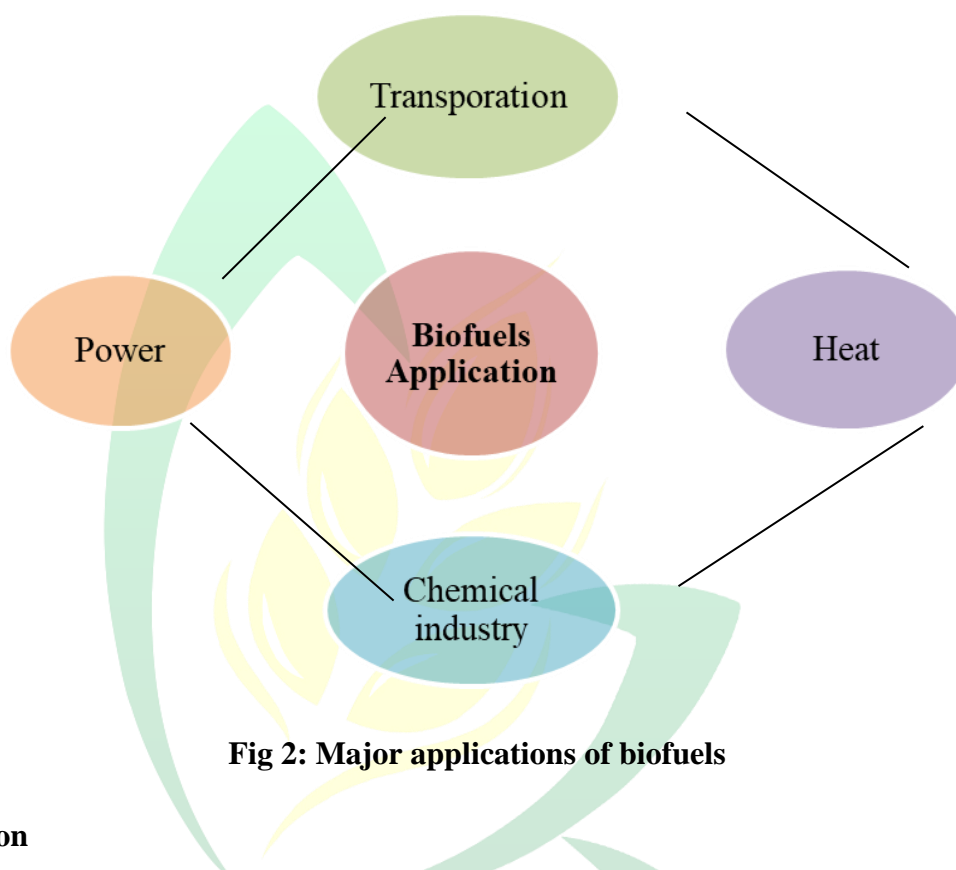 Transporation
Power
Biofuels
Application
Heat
Chemical
industry
Fig 2: Major applications of biofuels
on